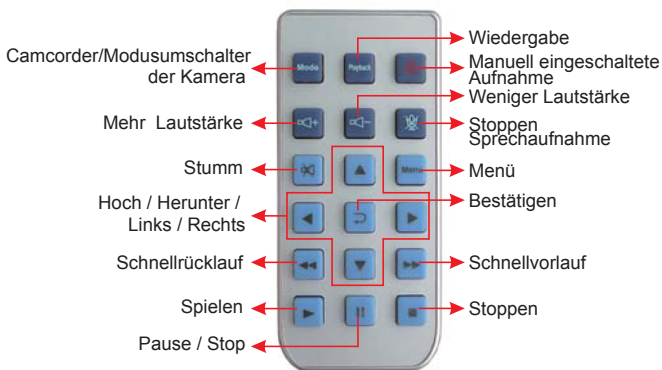 Camcorder/Modusumschalter
der Kamera
Mehr Lautstärke
Stumm
Hoch / Herunter /
Links / Rechts
Schnellrücklauf
Spielen
Pause / Stop
Mode
Playback
Menu
Wiedergabe
Manuell eingeschaltete
Aufnahme
Weniger Lautstärke
Stoppen
Sprechaufnahme
Menü
Bestätigen
Schnellvorlauf
Stoppen